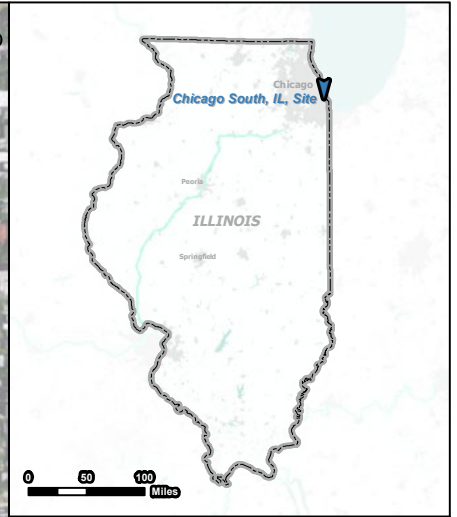 Chicago
Chicago South, IL, Site
Peoria
ILLINOIS
Springfield
0 50 100
Miles